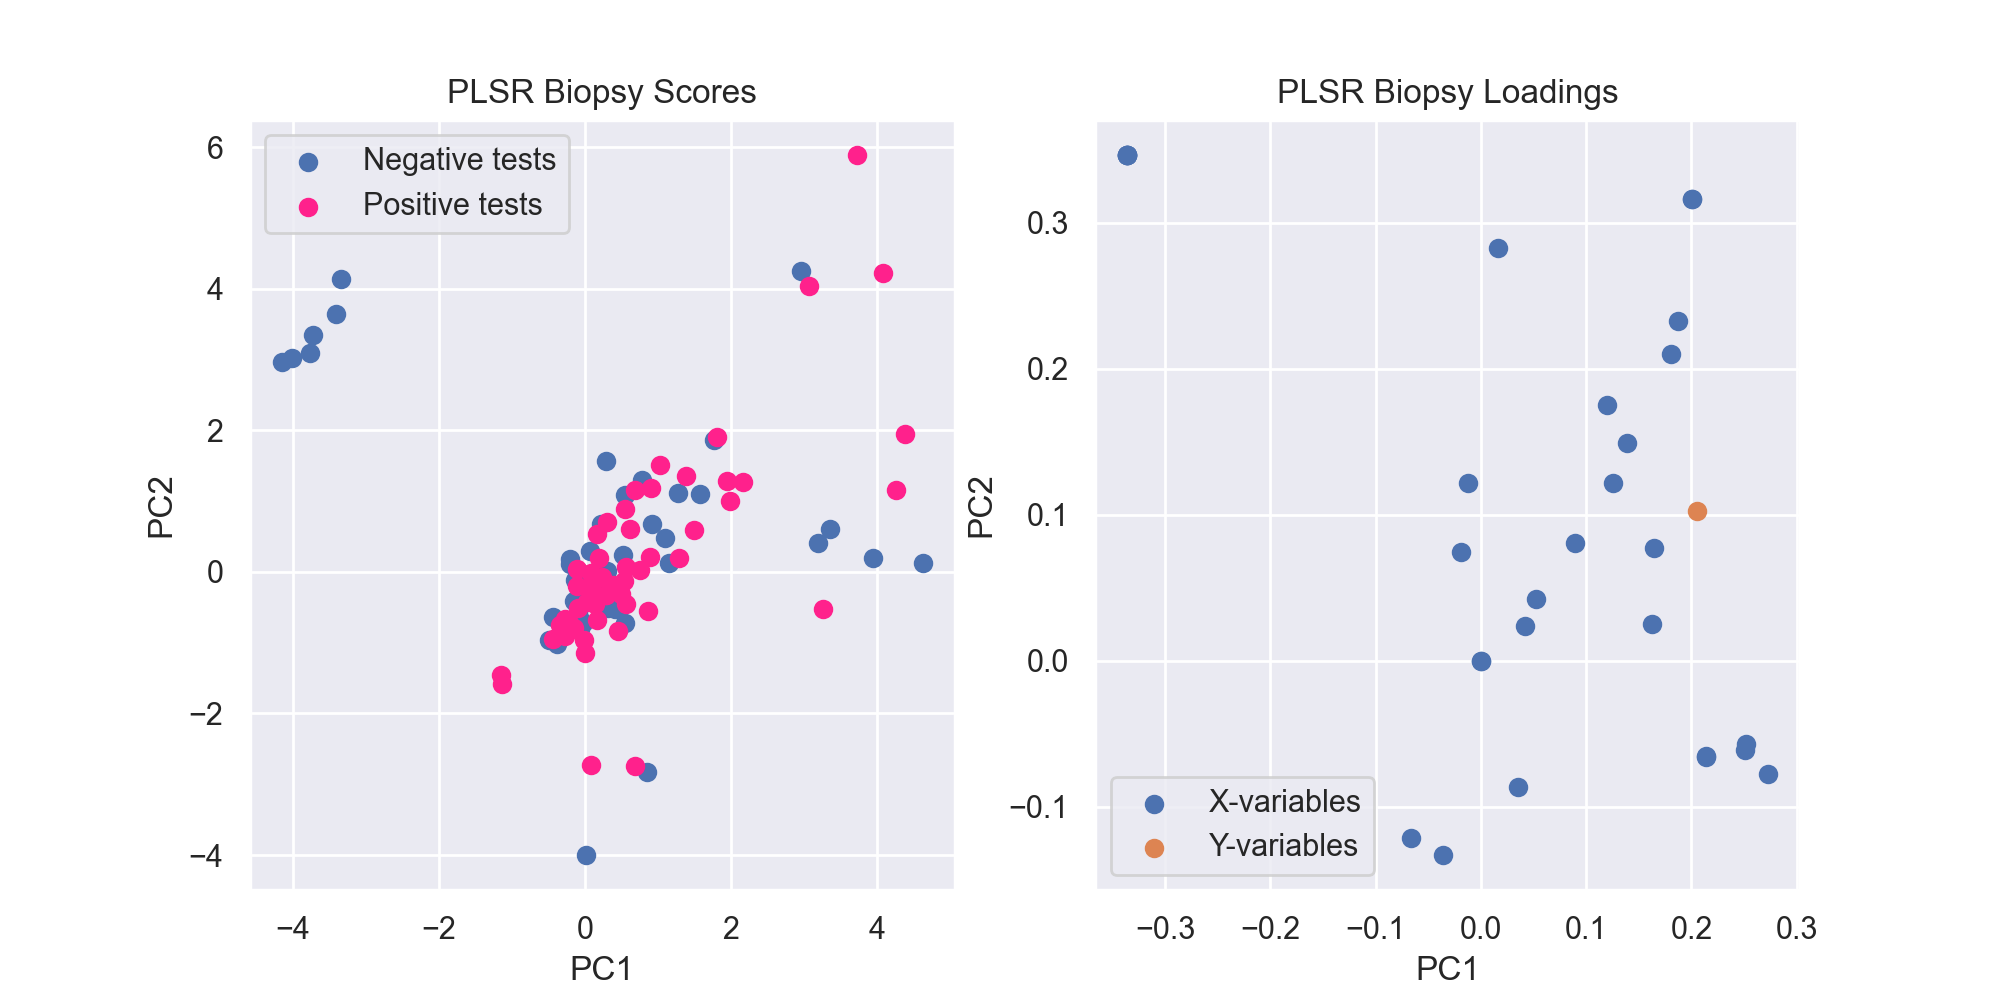 PLSR Biopsy Scores
Negative tests
Positive tests
6
4
2
0
−2
−4
PC2
−4 −2 0 2 4
PC1
PLSR Biopsy Loadings
0.3
0.2
0.1
0.0
−0.1
PC2
X-variables
Y-variables
−0.3 −0.2 −0.1 0.0 0.1 0.2 0.3
PC1